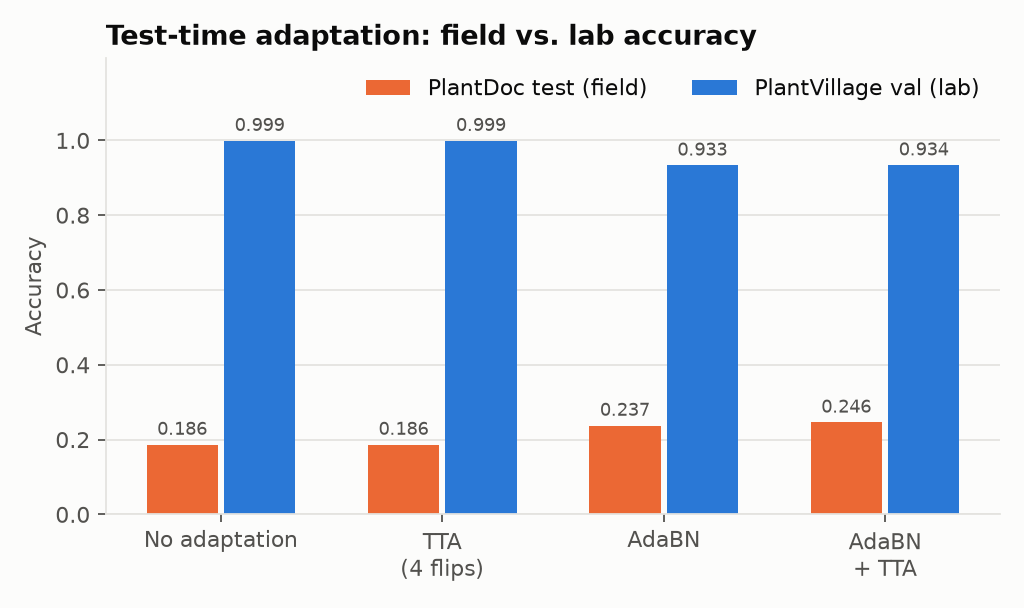 Test-time adaptation: field vs. lab accuracy
PlantDoc test (field)
PlantVillage val (lab)
Accuracy
1.0
0.8
0.6
0.4
0.2
0.0
0.186
0.999
0.186
0.999
0.237
0.933
0.246
0.934
No adaptation
TTA
(4 flips)
AdaBN
AdaBN
+ TTA